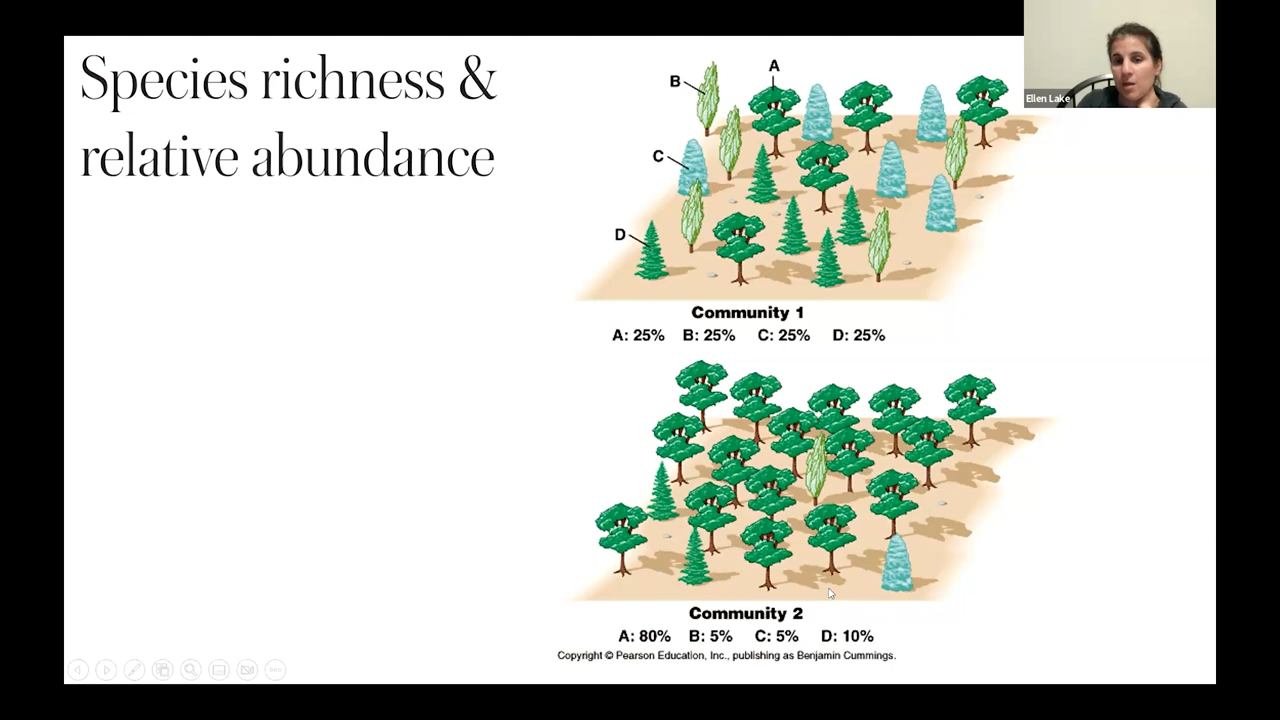 Species richness &
relative abundance
A
B
C
D
Ellen Lake
Community 1
A: 25% B: 25% C: 25% D: 25%
Community 2
A: 80% B: 5% C: 5% D: 10%
Copyright © Pearson Education, Inc., publishing as Benjamin Cummings.